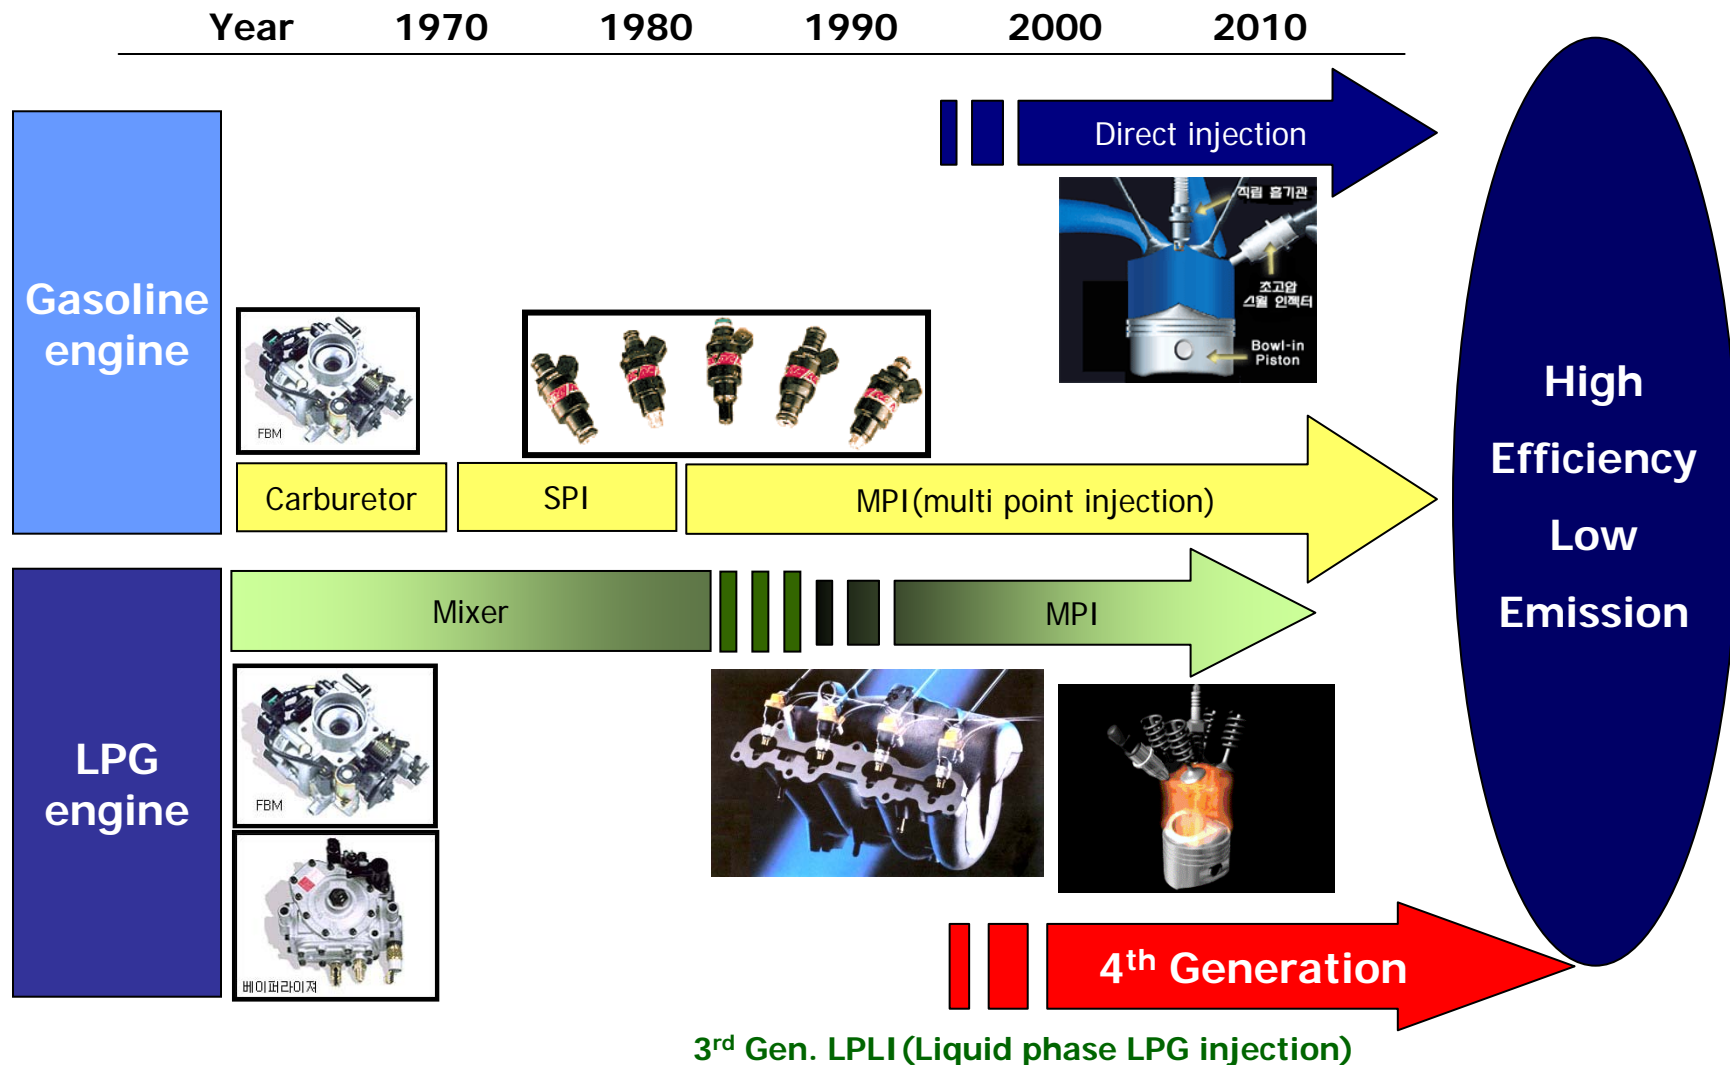 Year 1970 1980 1990 2000 2010
Direct injection
직립 흡기관
초고압
스월 인젝터
Bowl-in
Piston
Gasoline
engine
FBM
Carburetor
SPI
MPI(multi point injection)
High
Efficiency
Low
Emission
Mixer
MPI
LPG
engine
FBM
베이퍼라이져
4th Generation
3rd Gen. LPLI(Liquid phase LPG injection)